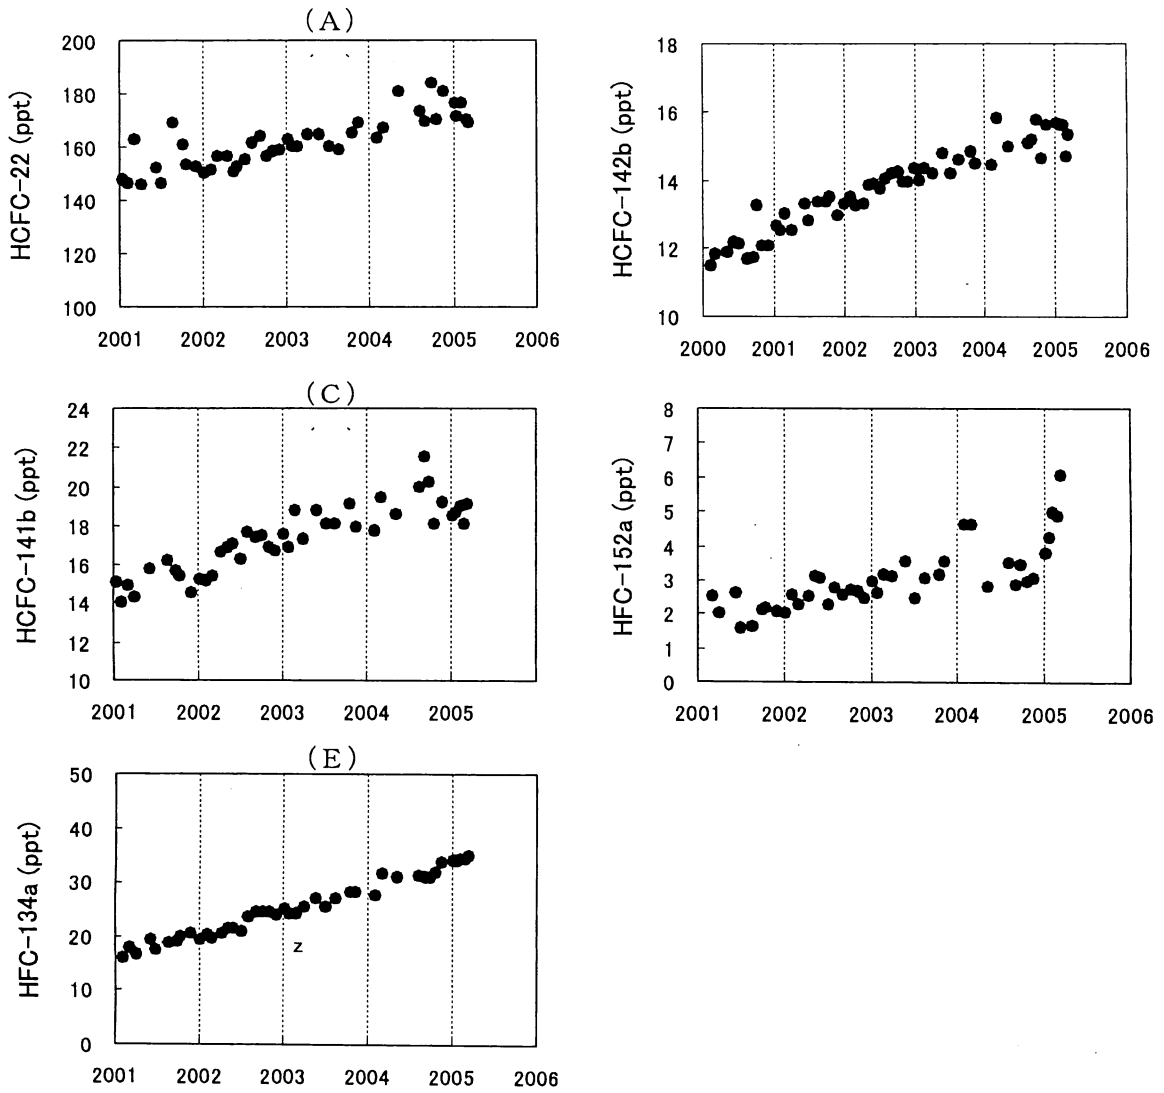 (A)
HCFC-22 (ppt)
200
180
160
140
120
100
2001 2002 2003 2004 2005 2006
HCFC-142b (ppt)
18
16
14
12
10
2000 2001 2002 2003 2004 2005 2006
(C)
HCFC-141b (ppt)
24
22
20
18
16
14
12
10
2001 2002 2003 2004 2005
HFC-152a (ppt)
8
7
6
5
4
3
2
1
0
2001 2002 2003 2004 2005 2006
(E)
HFC-134a (ppt)
50
40
30
20
10
0
z
2001 2002 2003 2004 2005 2006